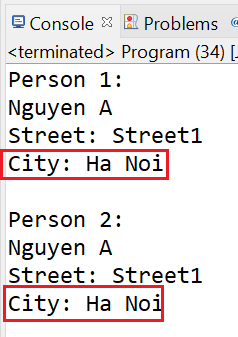 Console Problems
<terminated> Program (34) [
Person 1:
Nguyen A
Street: Street1
City: Ha Noi
Person 2:
Nguyen A
Street: Street1
City: Ha Noi